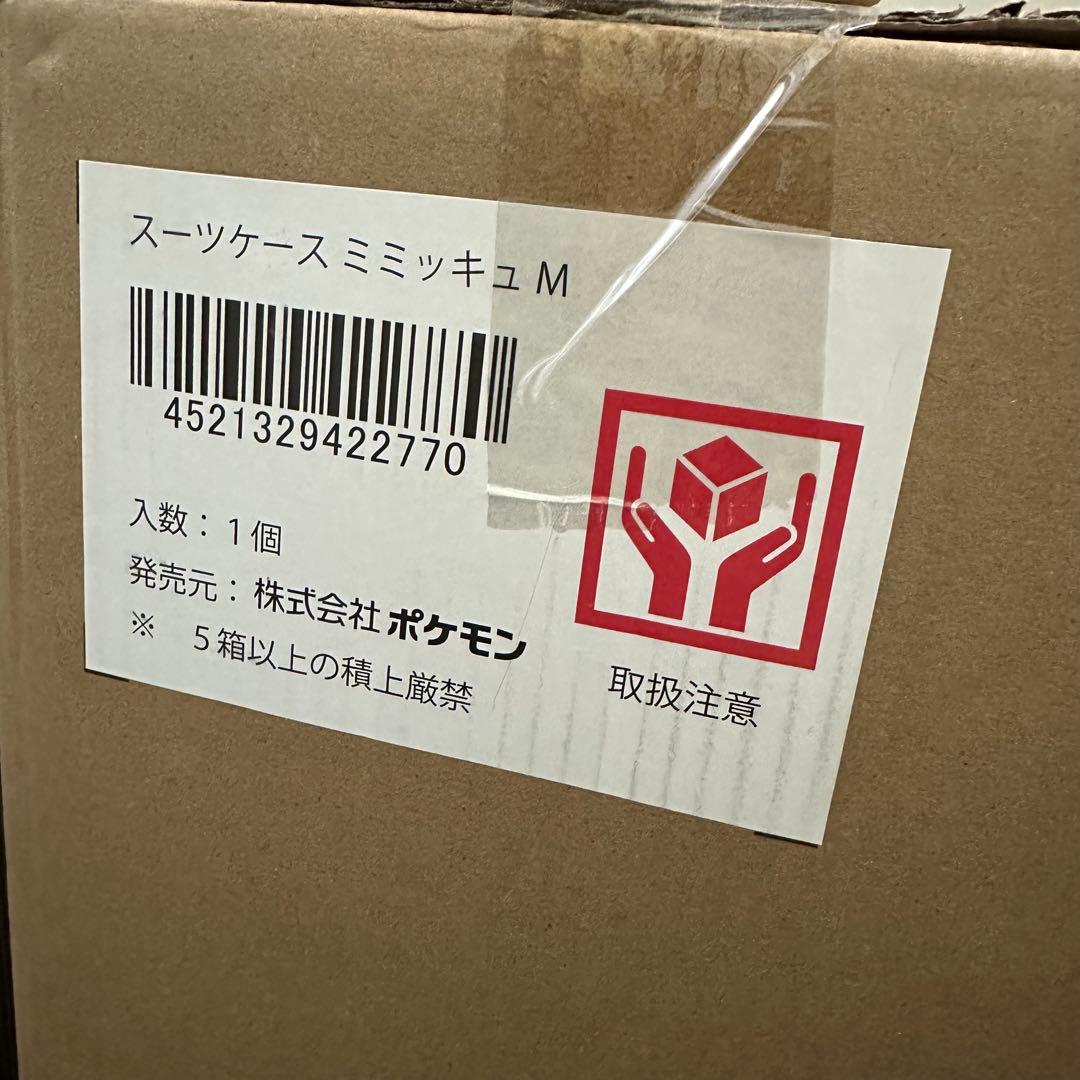 スーツケース ミミッキュ M
4521329422770
入数：１個
発売元：株式会社ポケモン
※　５箱以上の積上厳禁
取扱注意